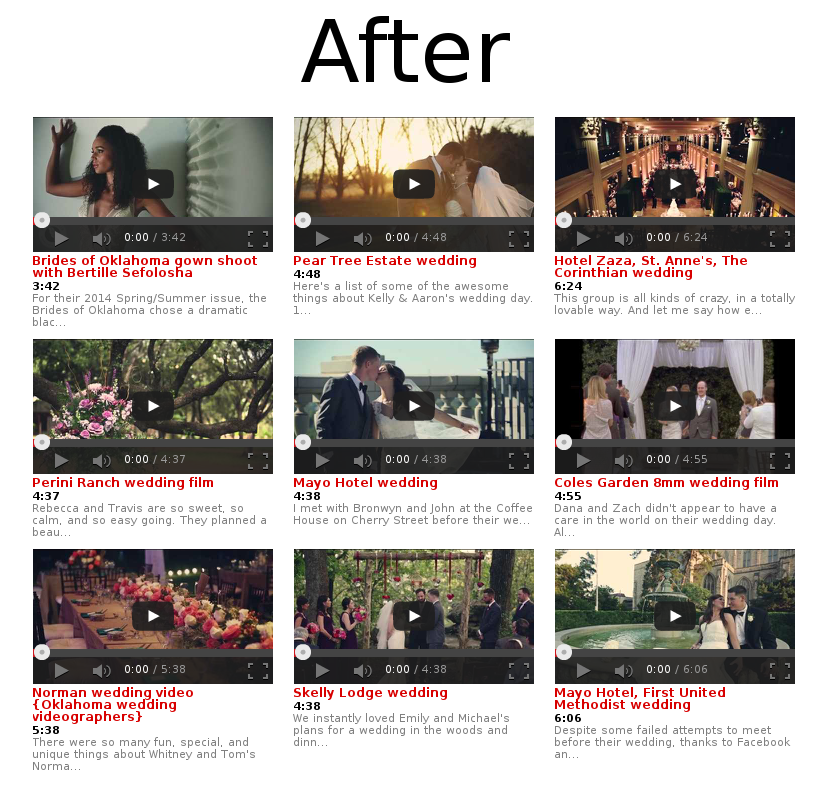 After
0:00 / 3:42
Brides of Oklahoma gown shoot
with Bertille Sefolosha
3:42
For their 2014 Spring/Summer issue, the
Brides of Oklahoma chose a dramatic
blac...
0:00 / 4:48
Pear Tree Estate wedding
4:48
Here's a list of some of the awesome
things about Kelly & Aaron's wedding day.
1...
0:00 / 6:24
Hotel Zaza, St. Anne's, The
Corinthian wedding
6:24
This group is all kinds of crazy, in a totally
lovable way. And let me say how e...
0:00 / 4:37
Perini Ranch wedding film
4:37
Rebecca and Travis are so sweet, so
calm, and so easy going. They planned a
beau...
0:00 / 4:38
Mayo Hotel wedding
4:38
I met with Bronwyn and John at the Coffee
House on Cherry Street before their we...
0:00 / 4:55
Coles Garden 8mm wedding film
4:55
Dana and Zach didn't appear to have a
care in the world on their wedding day.
Al...
0:00 / 5:38
Norman wedding video
{Oklahoma wedding
videographers}
5:38
There were so many fun, special, and
unique things about Whitney and Tom's
Norma...
0:00 / 4:38
Skelly Lodge wedding
4:38
We instantly loved Emily and Michael's
plans for a wedding in the woods and
dinn...
0:00 / 6:06
Mayo Hotel, First United
Methodist wedding
6:06
Despite some failed attempts to meet
before their wedding, thanks to Facebook
an...